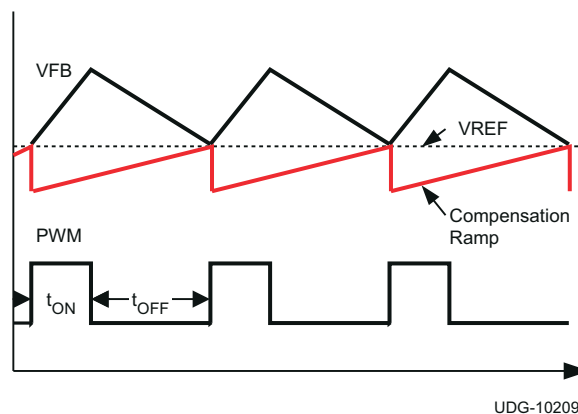 VFB
VREF
Compensation
Ramp
PWM
tON
tOFF
UDG-10209